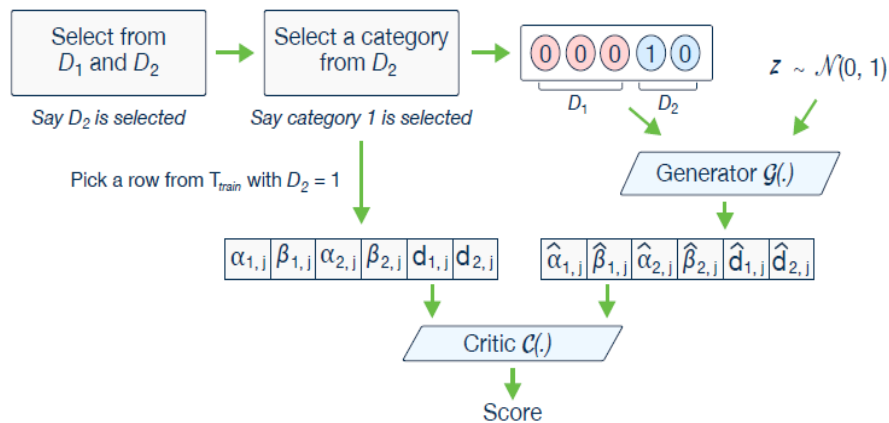 Select from
D₁ and D₂
Select a category
from D₂
0 0 0 1 0
D₁
D₂
z ~ 𝒩(0, 1)
Say D₂ is selected
Say category 1 is selected
Pick a row from T_train with D₂ = 1
Generator 𝒢(.)
α₁,ⱼ β₁,ⱼ α₂,ⱼ β₂,ⱼ d₁,ⱼ d₂,ⱼ
α̂₁,ⱼ β̂₁,ⱼ α̂₂,ⱼ β̂₂,ⱼ d̂₁,ⱼ d̂₂,ⱼ
Critic 𝒞(.)
Score